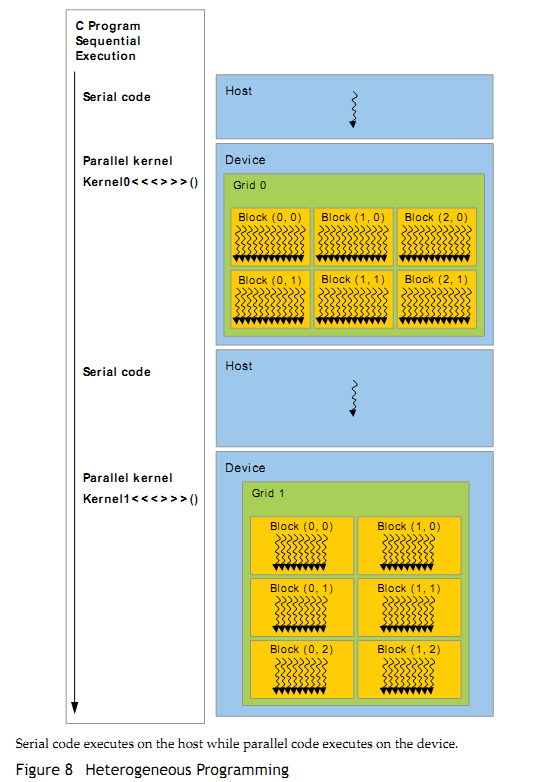 C Program
Sequential
Execution
Serial code
Host
Parallel kernel
Kernel0<<<>>>()
Device
Grid 0
Block (0, 0)
Block (1, 0)
Block (2, 0)
Block (0, 1)
Block (1, 1)
Block (2, 1)
Serial code
Host
Parallel kernel
Kernel1<<<>>>()
Device
Grid 1
Block (0, 0)
Block (1, 0)
Block (0, 1)
Block (1, 1)
Block (0, 2)
Block (1, 2)
Serial code executes on the host while parallel code executes on the device.
Figure 8 Heterogeneous Programming